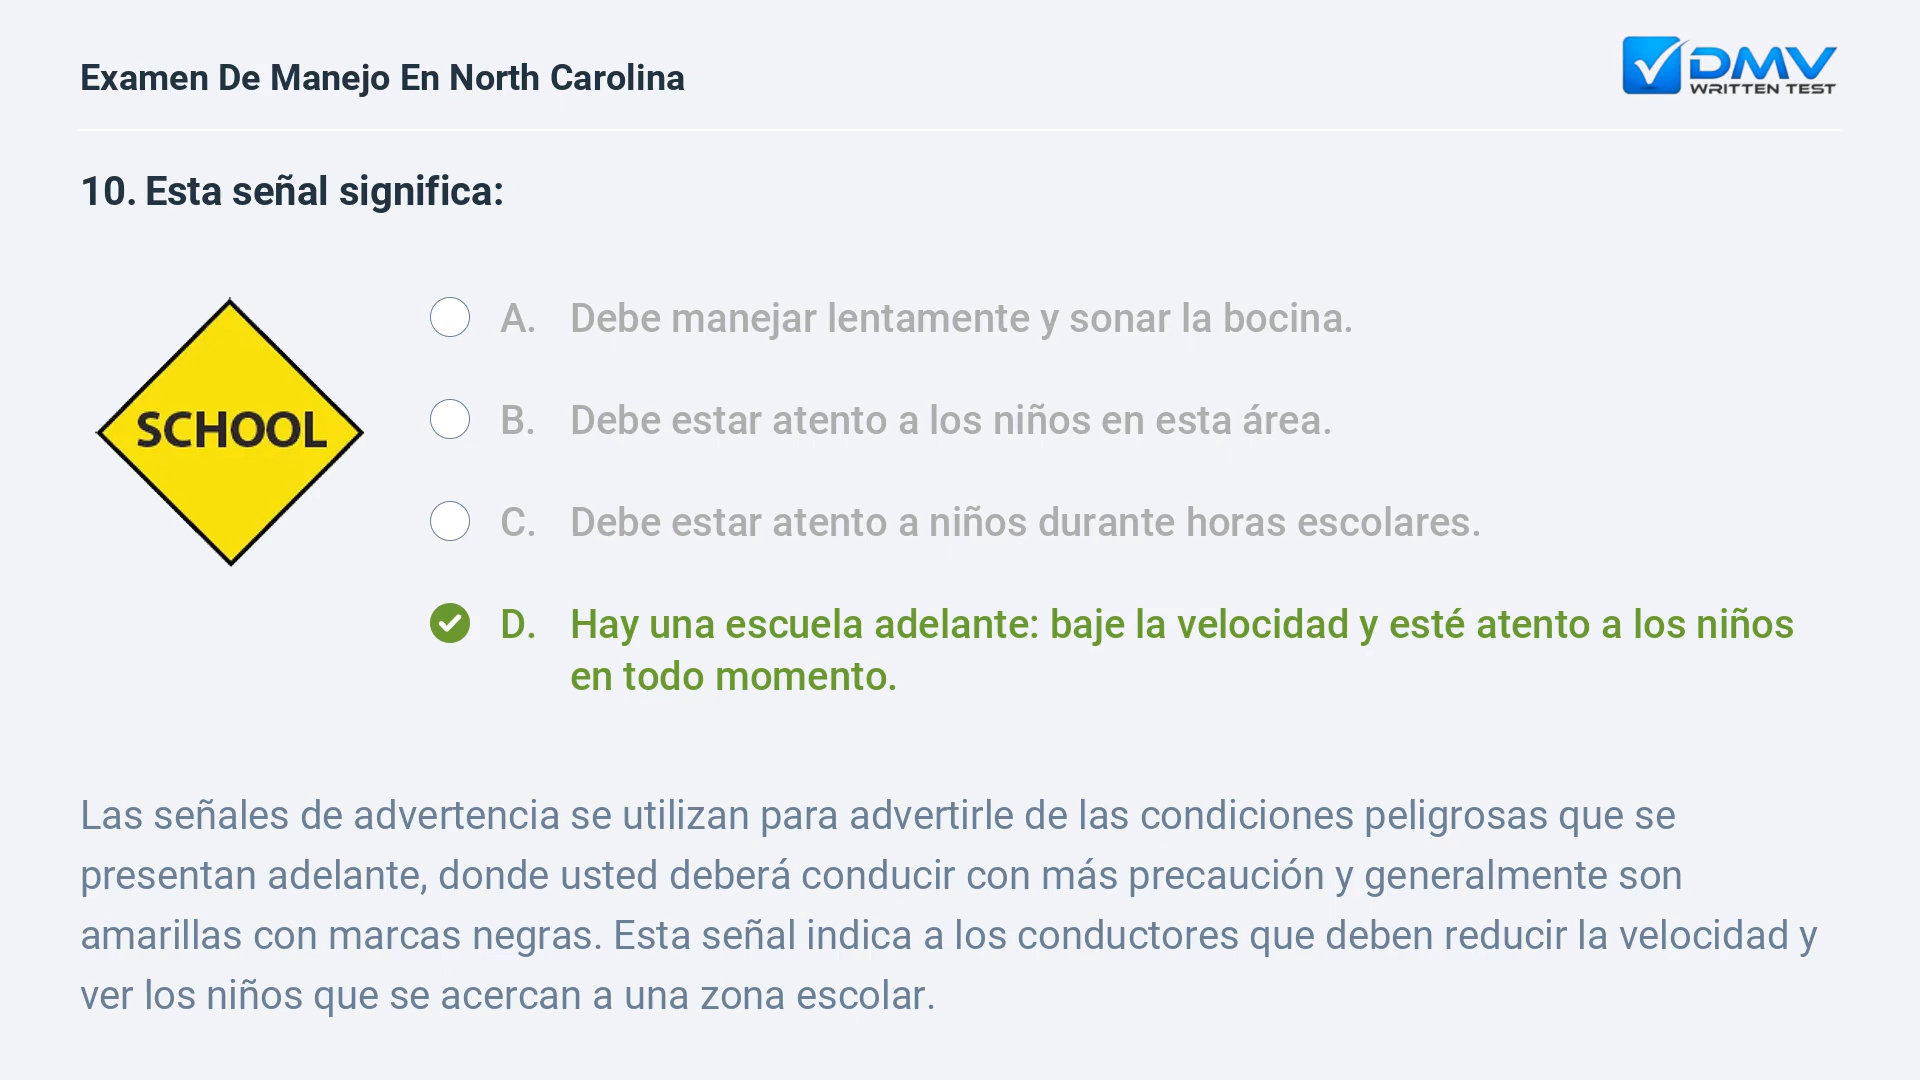 Examen De Manejo En North Carolina
DMV
WRITTEN TEST
10. Esta señal significa:
SCHOOL
A. Debe manejar lentamente y sonar la bocina.
B. Debe estar atento a los niños en esta área.
C. Debe estar atento a niños durante horas escolares.
D. Hay una escuela adelante: baje la velocidad y esté atento a los niños
en todo momento.
Las señales de advertencia se utilizan para advertirle de las condiciones peligrosas que se
presentan adelante, donde usted deberá conducir con más precaución y generalmente son
amarillas con marcas negras. Esta señal indica a los conductores que deben reducir la velocidad y
ver los niños que se acercan a una zona escolar.